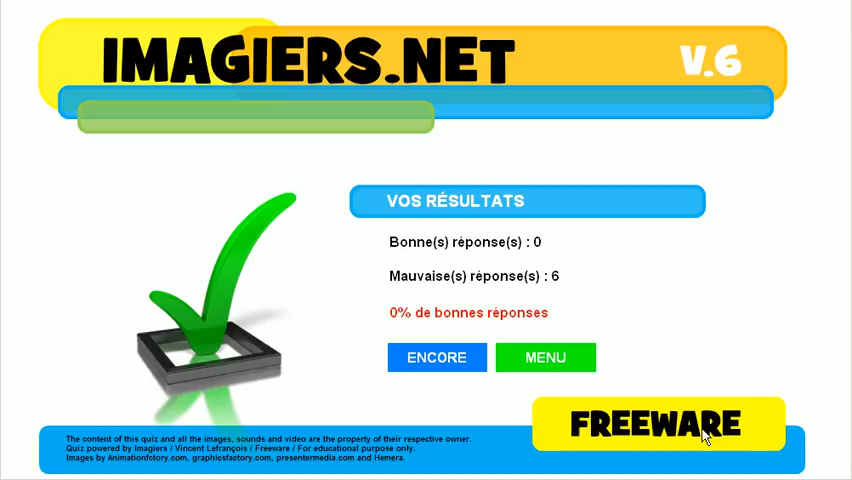 IMAGIERS.NET
V.6
VOS RÉSULTATS
Bonne(s) réponse(s) : 0
Mauvaise(s) réponse(s) : 6
0% de bonnes réponses
ENCORE
MENU
FREEWARE
The content of this quiz and all the images, sounds and video are the property of their respective owner.
Quiz powered by Imagiers / Vincent Lefrançois / Freeware / For educational purpose only.
Images by Animationfctory.com, graphicsfactory.com, presentermedia.com and Hemera.